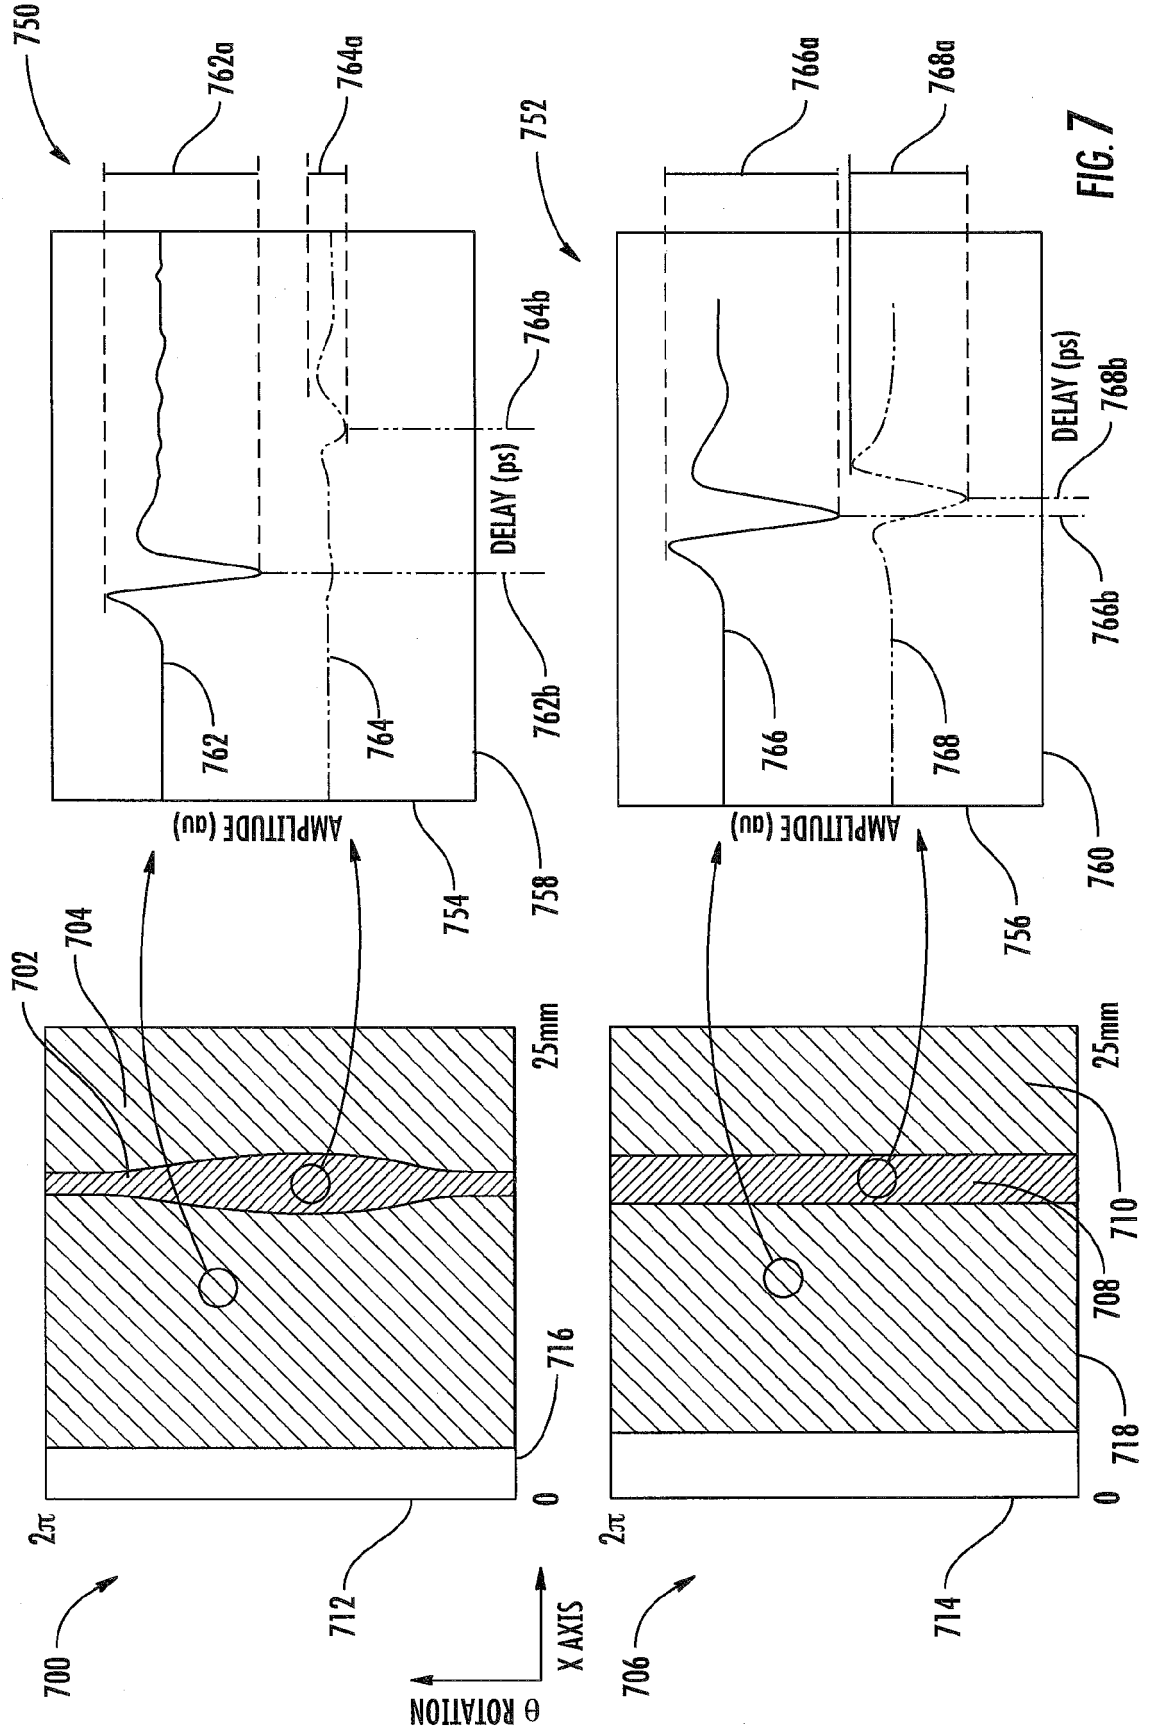 700
2π
702
704
712
0
716
25mm
θ ROTATION
X AXIS
750
AMPLITUDE (au)
754
758
762
764
762b
DELAY (ps)
764b
762a
764a
706
2π
714
0
718
708
710
25mm
752
AMPLITUDE (au)
756
760
766
768
766b
768b
DELAY (ps)
766a
768a
FIG. 7